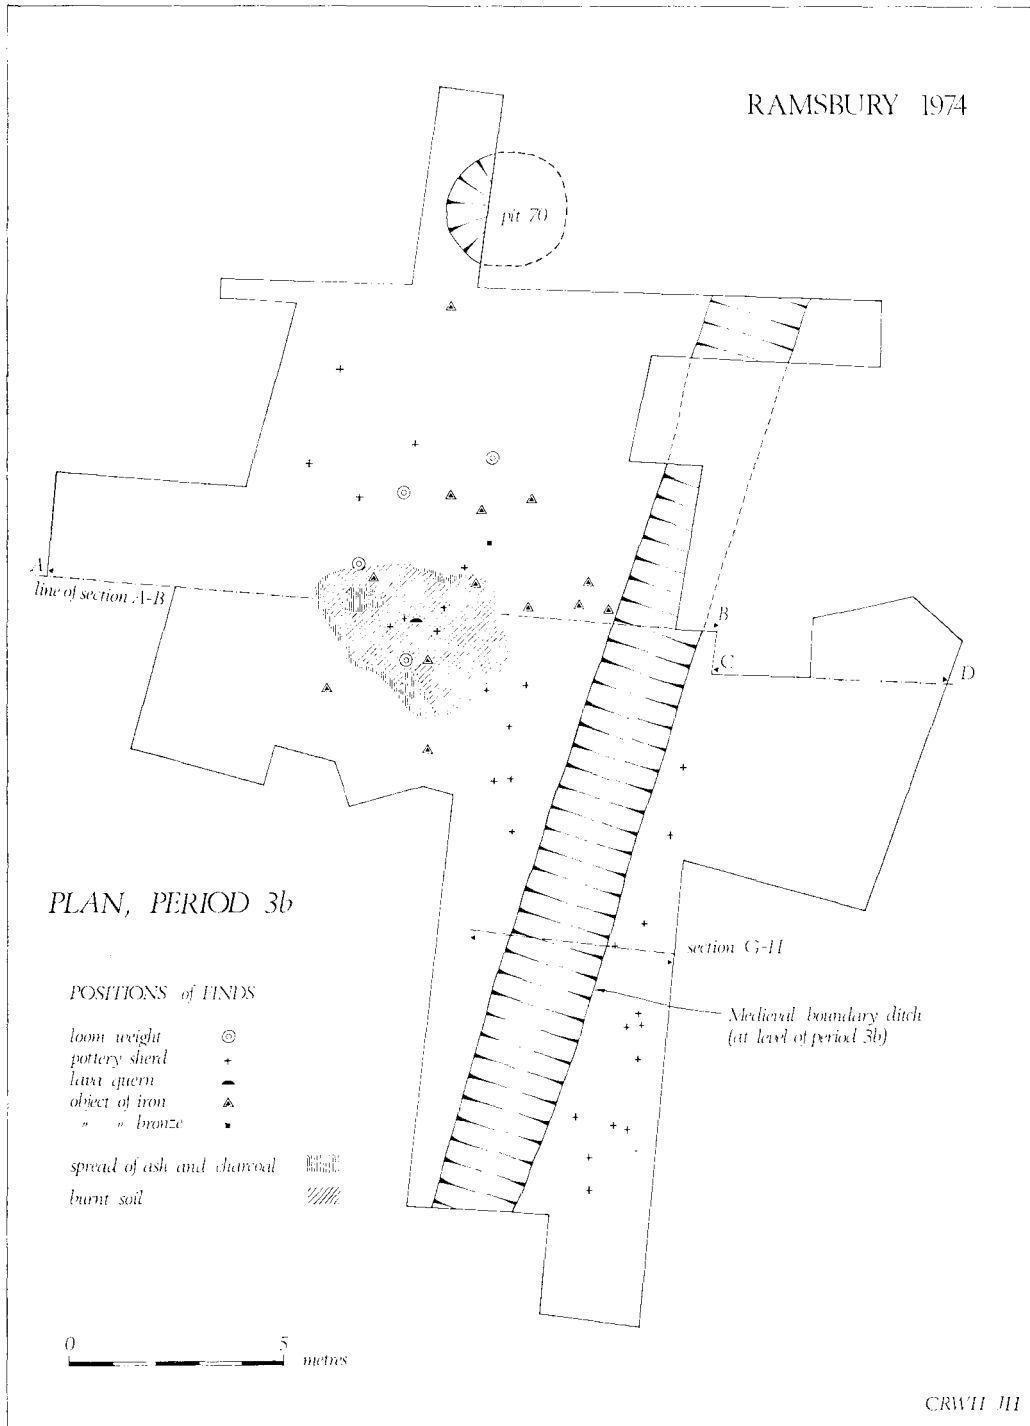 RAMSBURY 1974
pit 70
A
line of section A-B
B
C
D
PLAN, PERIOD 3b
section G-H
POSITIONS of FINDS
Medieval boundary ditch
(at level of period 3b)
loom weight
pottery sherd
lava quern
object of iron
" " bronze
spread of ash and charcoal
burnt soil
0 5
metres
CRWH JH